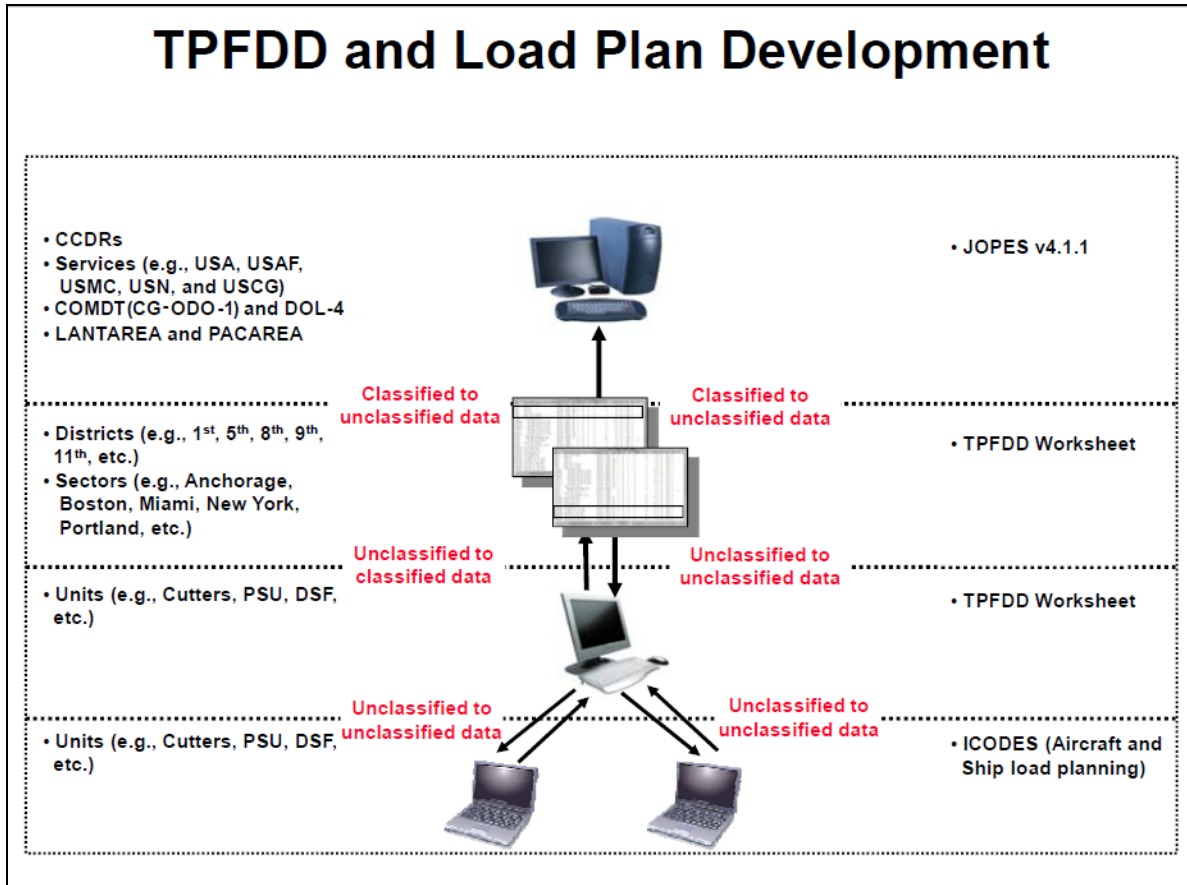 TPFDD and Load Plan Development
• CCDRs
• Services (e.g., USA, USAF,
USMC, USN, and USCG)
• COMDT(CG-ODO-1) and DOL-4
• LANTAREA and PACAREA
• JOPES v4.1.1
Classified to
unclassified data
Classified to
unclassified data
• Districts (e.g., 1st, 5th, 8th, 9th,
11th, etc.)
• Sectors (e.g., Anchorage,
Boston, Miami, New York,
Portland, etc.)
• TPFDD Worksheet
Unclassified to
classified data
Unclassified to
unclassified data
• Units (e.g., Cutters, PSU, DSF,
etc.)
• TPFDD Worksheet
Unclassified to
unclassified data
Unclassified to
unclassified data
• Units (e.g., Cutters, PSU, DSF,
etc.)
• ICODES (Aircraft and
Ship load planning)